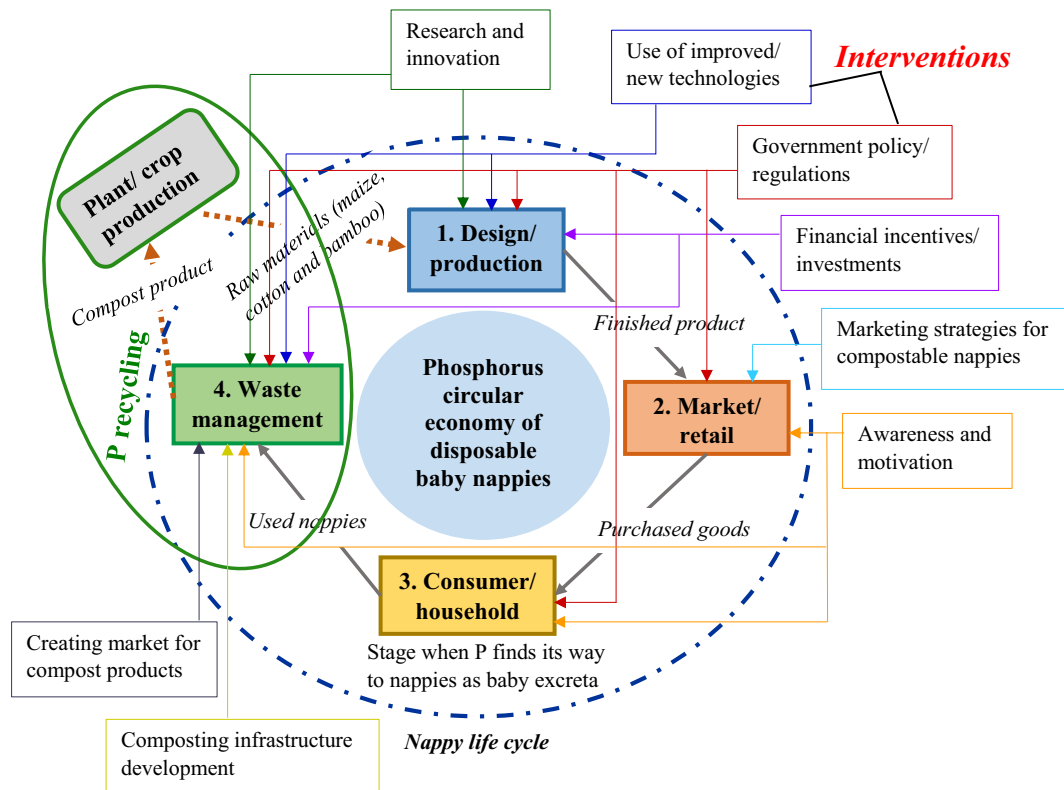 Research and
innovation
Use of improved/
new technologies
Interventions
Government policy/
regulations
Plant/ crop
production
Raw materials (maize,
cotton and bamboo)
1. Design/
production
Financial incentives/
investments
Compost product
Finished product
Marketing strategies for
compostable nappies
P recycling
4. Waste
management
Phosphorus
circular
economy of
disposable
baby nappies
2. Market/
retail
Awareness and
motivation
Used nappies
Purchased goods
3. Consumer/
household
Creating market for
compost products
Stage when P finds its way
to nappies as baby excreta
Composting infrastructure
development
Nappy life cycle